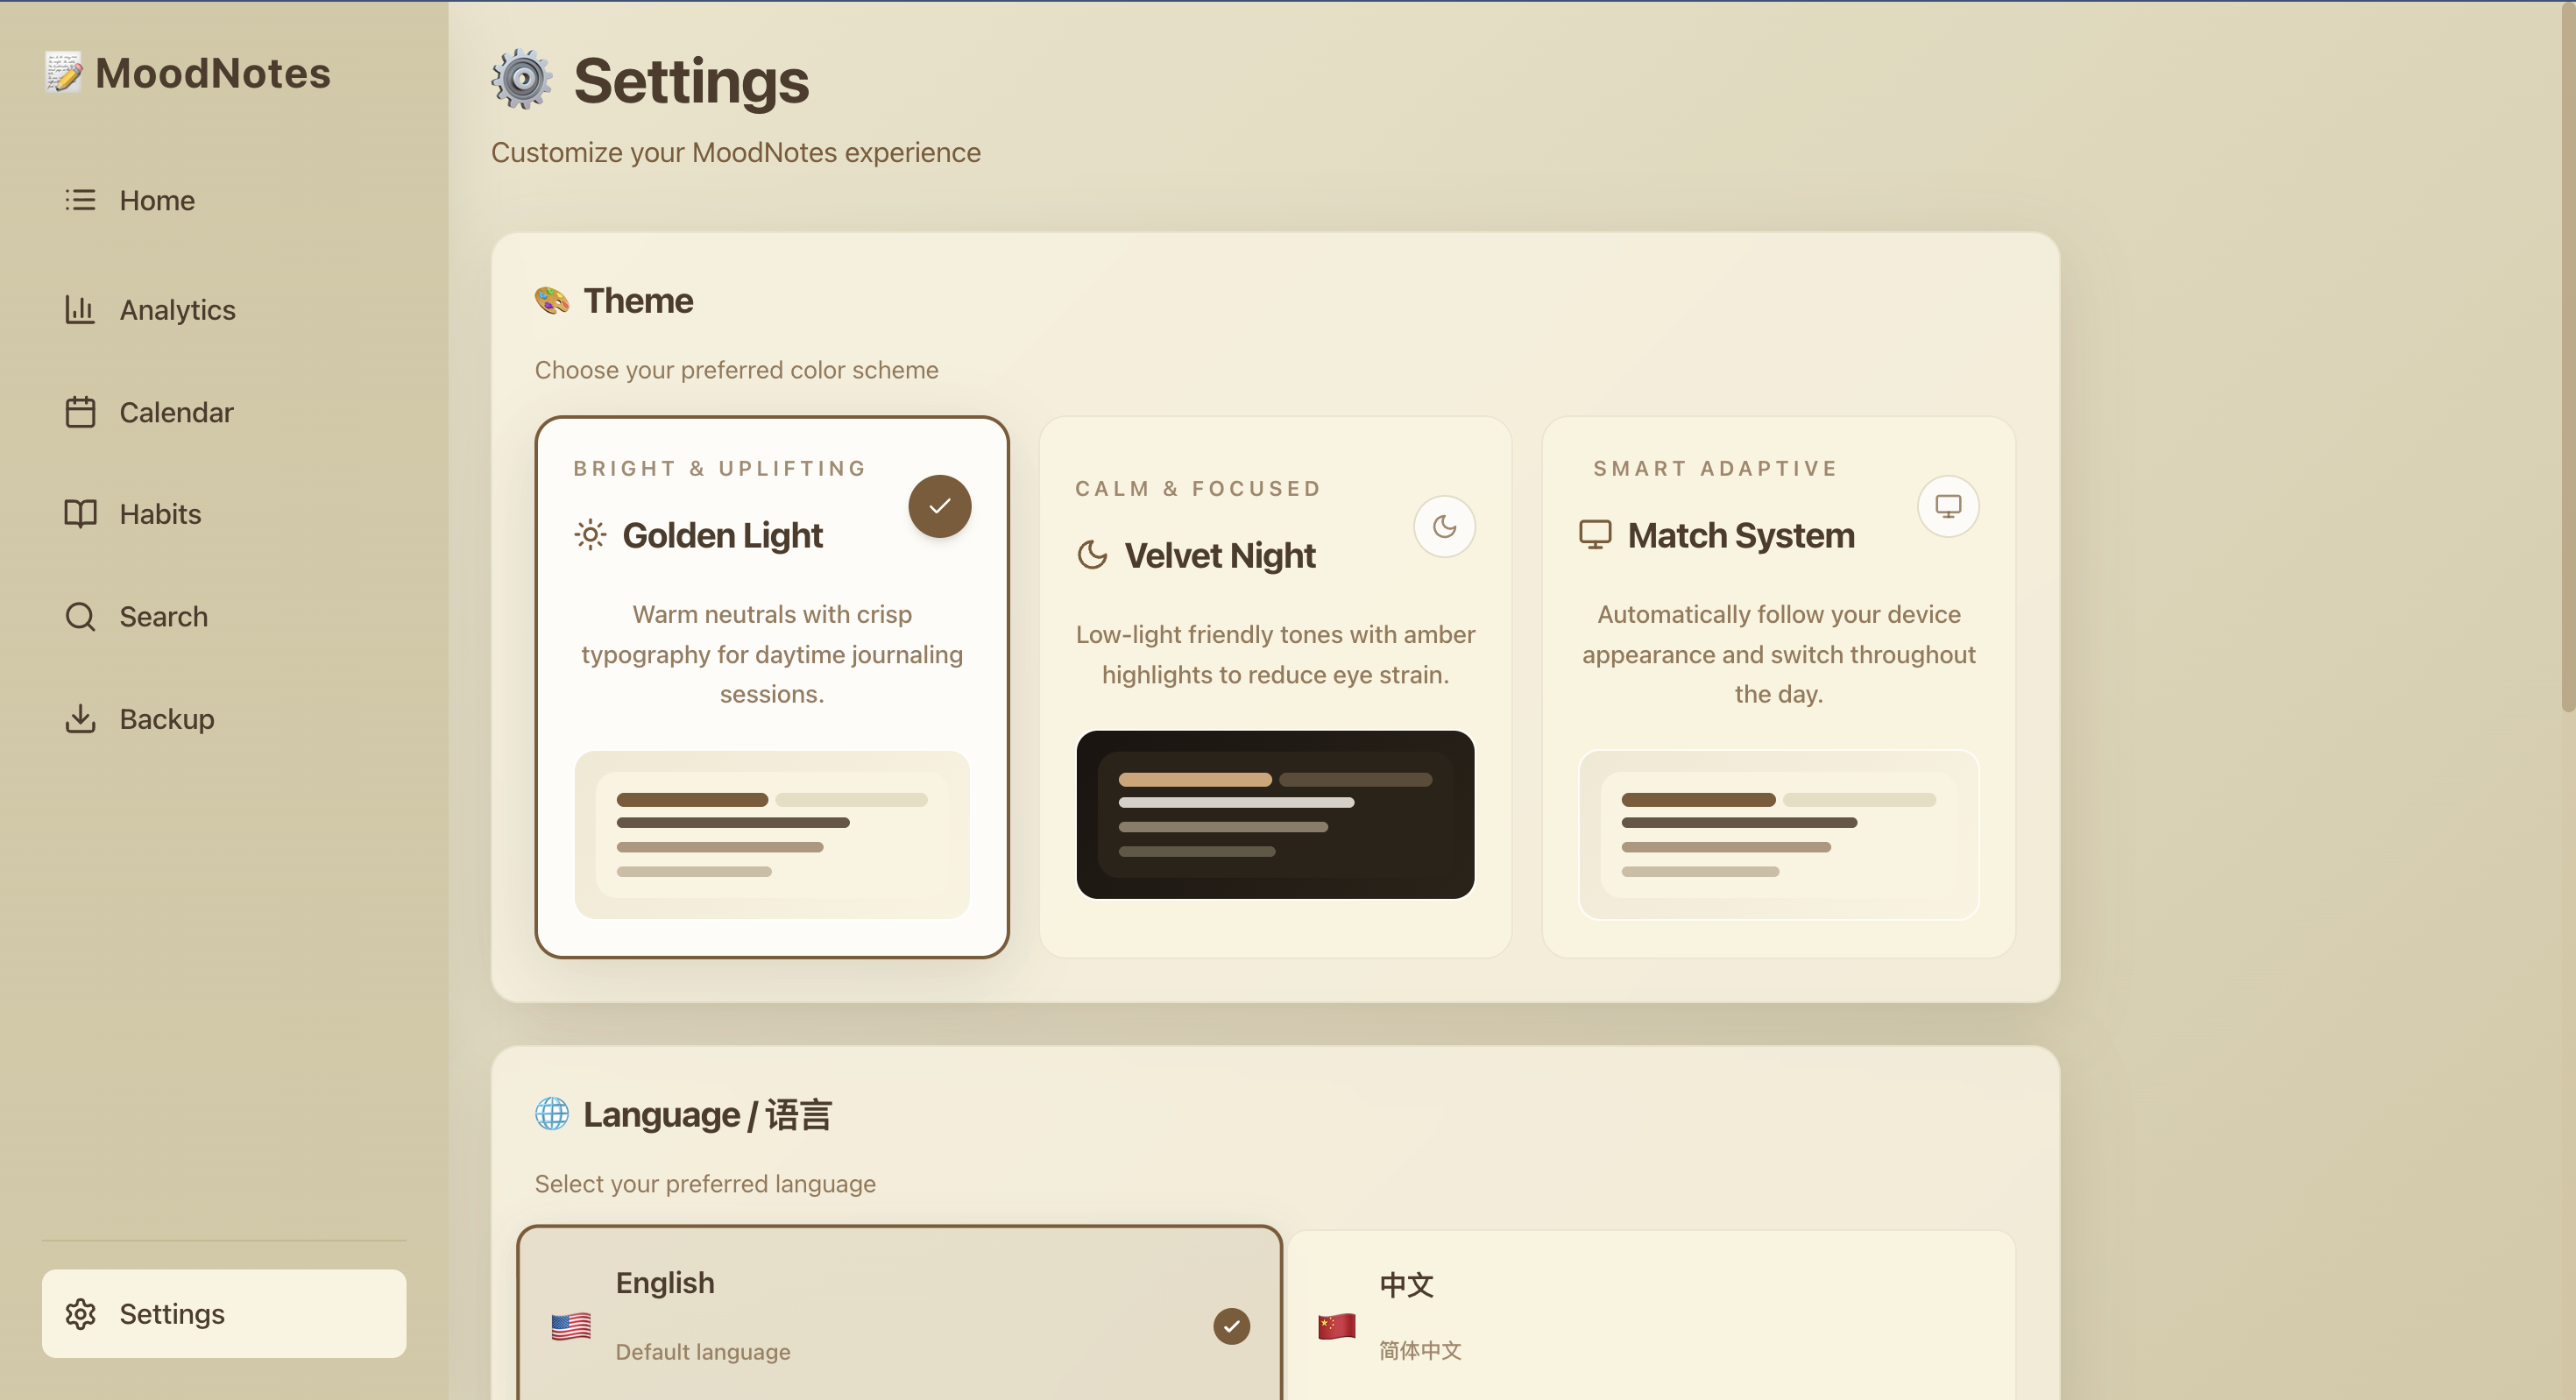 MoodNotes
Home
Analytics
Calendar
Habits
Search
Backup
Settings
Settings
Customize your MoodNotes experience
Theme
Choose your preferred color scheme
BRIGHT & UPLIFTING
Golden Light
Warm neutrals with crisp
typography for daytime journaling
sessions.
CALM & FOCUSED
Velvet Night
Low-light friendly tones with amber
highlights to reduce eye strain.
SMART ADAPTIVE
Match System
Automatically follow your device
appearance and switch throughout
the day.
Language / 语言
Select your preferred language
English
Default language
中文
简体中文